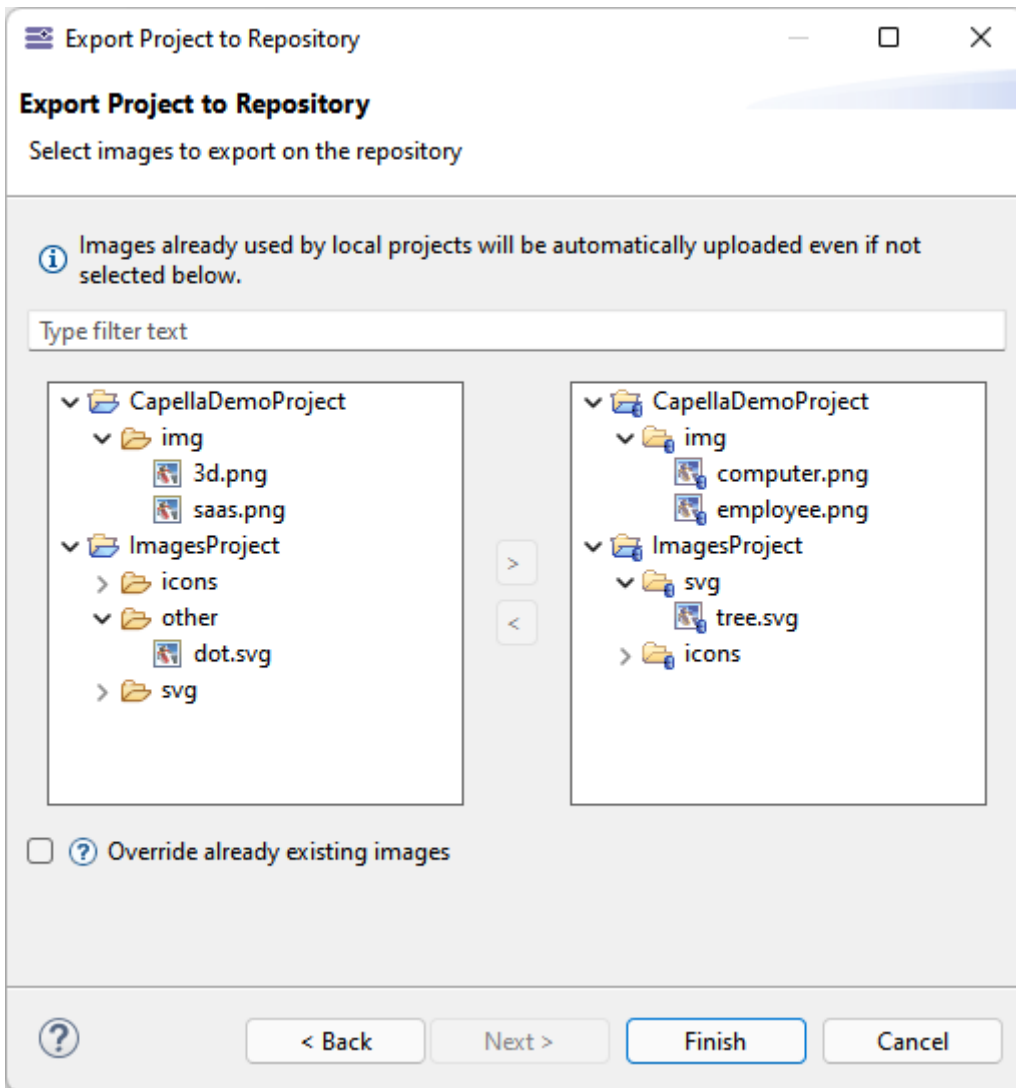 Export Project to Repository
Export Project to Repository
Select images to export on the repository
Images already used by local projects will be automatically uploaded even if not
selected below.
Type filter text
CapellaDemoProject
img
3d.png
saas.png
ImagesProject
icons
other
dot.svg
svg
>
<
CapellaDemoProject
img
computer.png
employee.png
ImagesProject
svg
tree.svg
icons
Override already existing images
< Back
Next >
Finish
Cancel